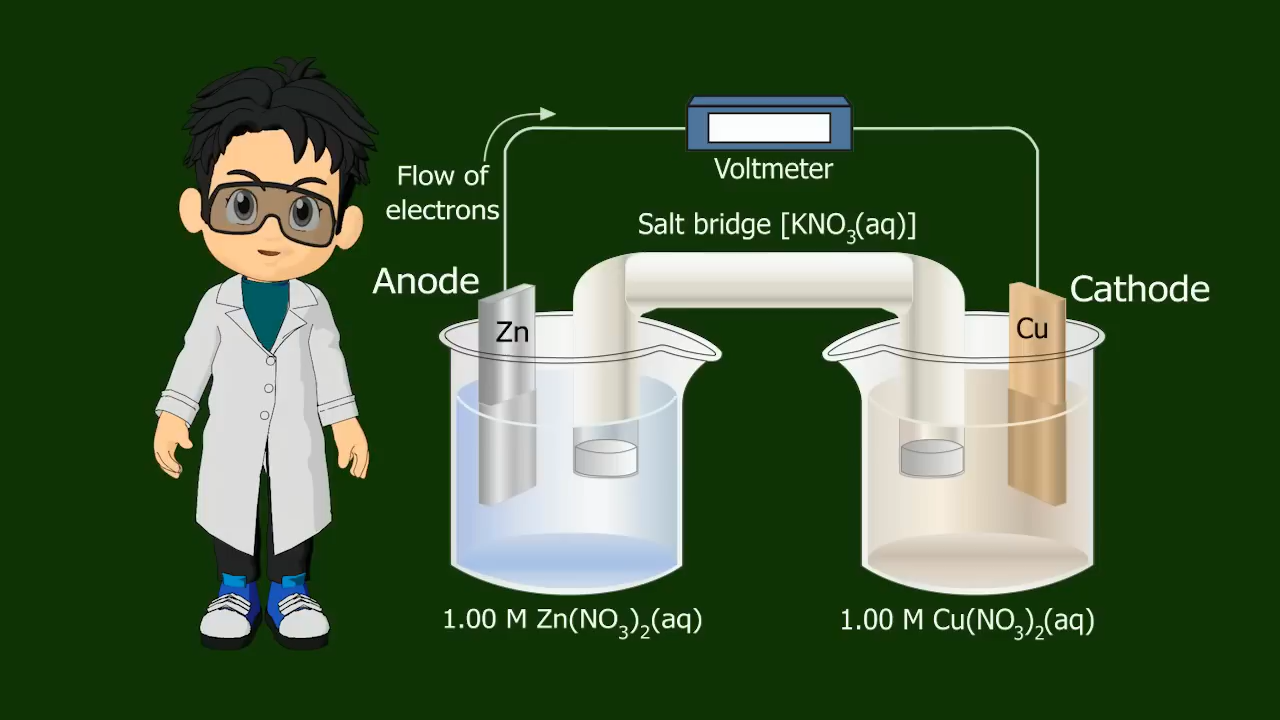 Flow of
electrons
Voltmeter
Salt bridge [KNO₃(aq)]
Anode
Cathode
Zn
Cu
1.00 M Zn(NO₃)₂(aq)
1.00 M Cu(NO₃)₂(aq)